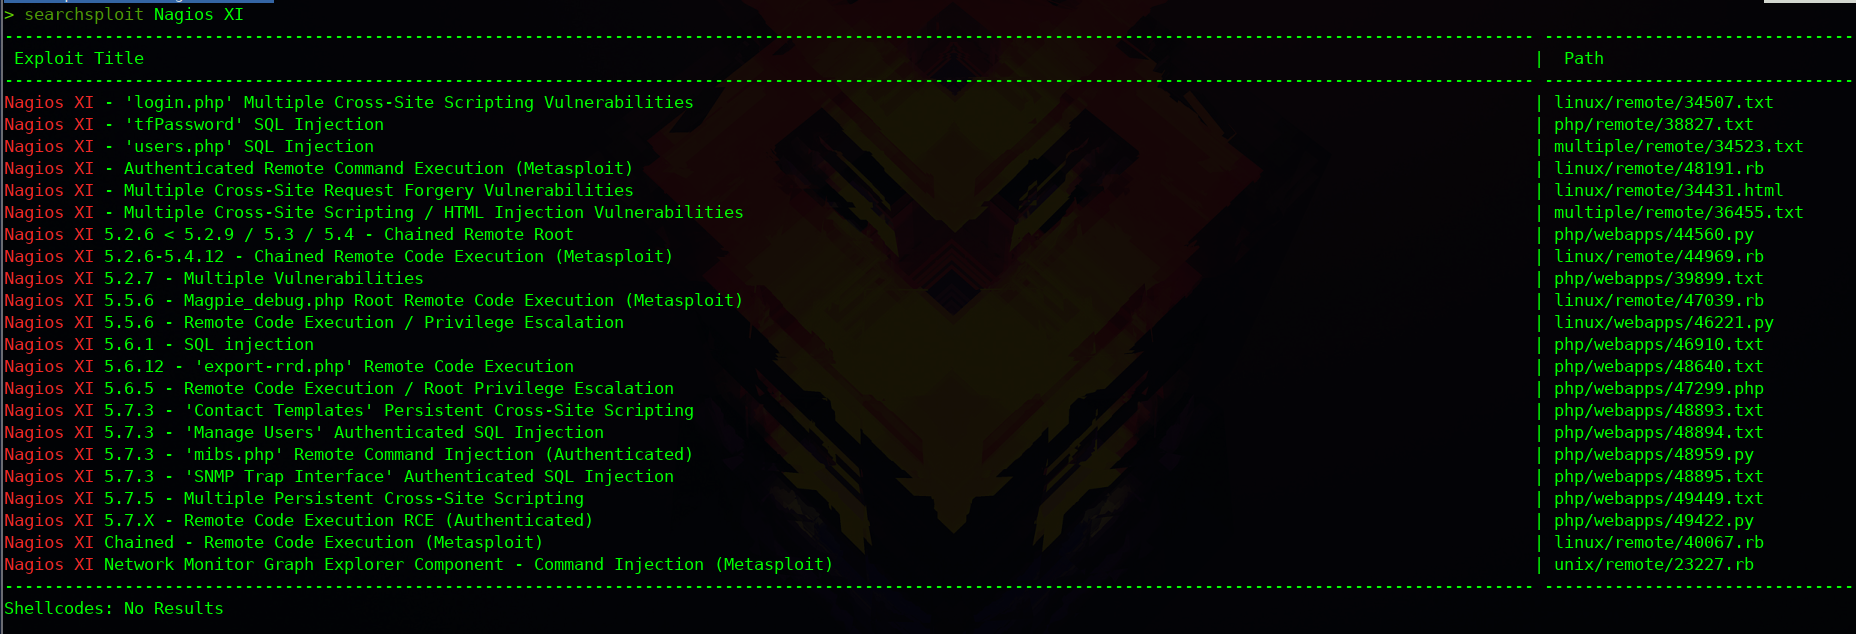 > searchsploit Nagios XI
------------------------------------------------------------ ------------------------------
Exploit Title | Path
------------------------------------------------------------ ------------------------------
Nagios XI - 'login.php' Multiple Cross-Site Scripting Vulnerabilities | linux/remote/34507.txt
Nagios XI - 'tfPassword' SQL Injection | php/remote/38827.txt
Nagios XI - 'users.php' SQL Injection | multiple/remote/34523.txt
Nagios XI - Authenticated Remote Command Execution (Metasploit) | linux/remote/48191.rb
Nagios XI - Multiple Cross-Site Request Forgery Vulnerabilities | linux/remote/34431.html
Nagios XI - Multiple Cross-Site Scripting / HTML Injection Vulnerabilities | multiple/remote/36455.txt
Nagios XI 5.2.6 < 5.2.9 / 5.3 / 5.4 - Chained Remote Root | php/webapps/44560.py
Nagios XI 5.2.6-5.4.12 - Chained Remote Code Execution (Metasploit) | linux/remote/44969.rb
Nagios XI 5.2.7 - Multiple Vulnerabilities | php/webapps/39899.txt
Nagios XI 5.5.6 - Magpie_debug.php Root Remote Code Execution (Metasploit) | linux/remote/47039.rb
Nagios XI 5.5.6 - Remote Code Execution / Privilege Escalation | linux/webapps/46221.py
Nagios XI 5.6.1 - SQL injection | php/webapps/46910.txt
Nagios XI 5.6.12 - 'export-rrd.php' Remote Code Execution | php/webapps/48640.txt
Nagios XI 5.6.5 - Remote Code Execution / Root Privilege Escalation | php/webapps/47299.php
Nagios XI 5.7.3 - 'Contact Templates' Persistent Cross-Site Scripting | php/webapps/48893.txt
Nagios XI 5.7.3 - 'Manage Users' Authenticated SQL Injection | php/webapps/48894.txt
Nagios XI 5.7.3 - 'mibs.php' Remote Command Injection (Authenticated) | php/webapps/48959.py
Nagios XI 5.7.3 - 'SNMP Trap Interface' Authenticated SQL Injection | php/webapps/48895.txt
Nagios XI 5.7.5 - Multiple Persistent Cross-Site Scripting | php/webapps/49449.txt
Nagios XI 5.7.X - Remote Code Execution RCE (Authenticated) | php/webapps/49422.py
Nagios XI Chained - Remote Code Execution (Metasploit) | linux/remote/40067.rb
Nagios XI Network Monitor Graph Explorer Component - Command Injection (Metasploit) | unix/remote/23227.rb
------------------------------------------------------------ ------------------------------
Shellcodes: No Results